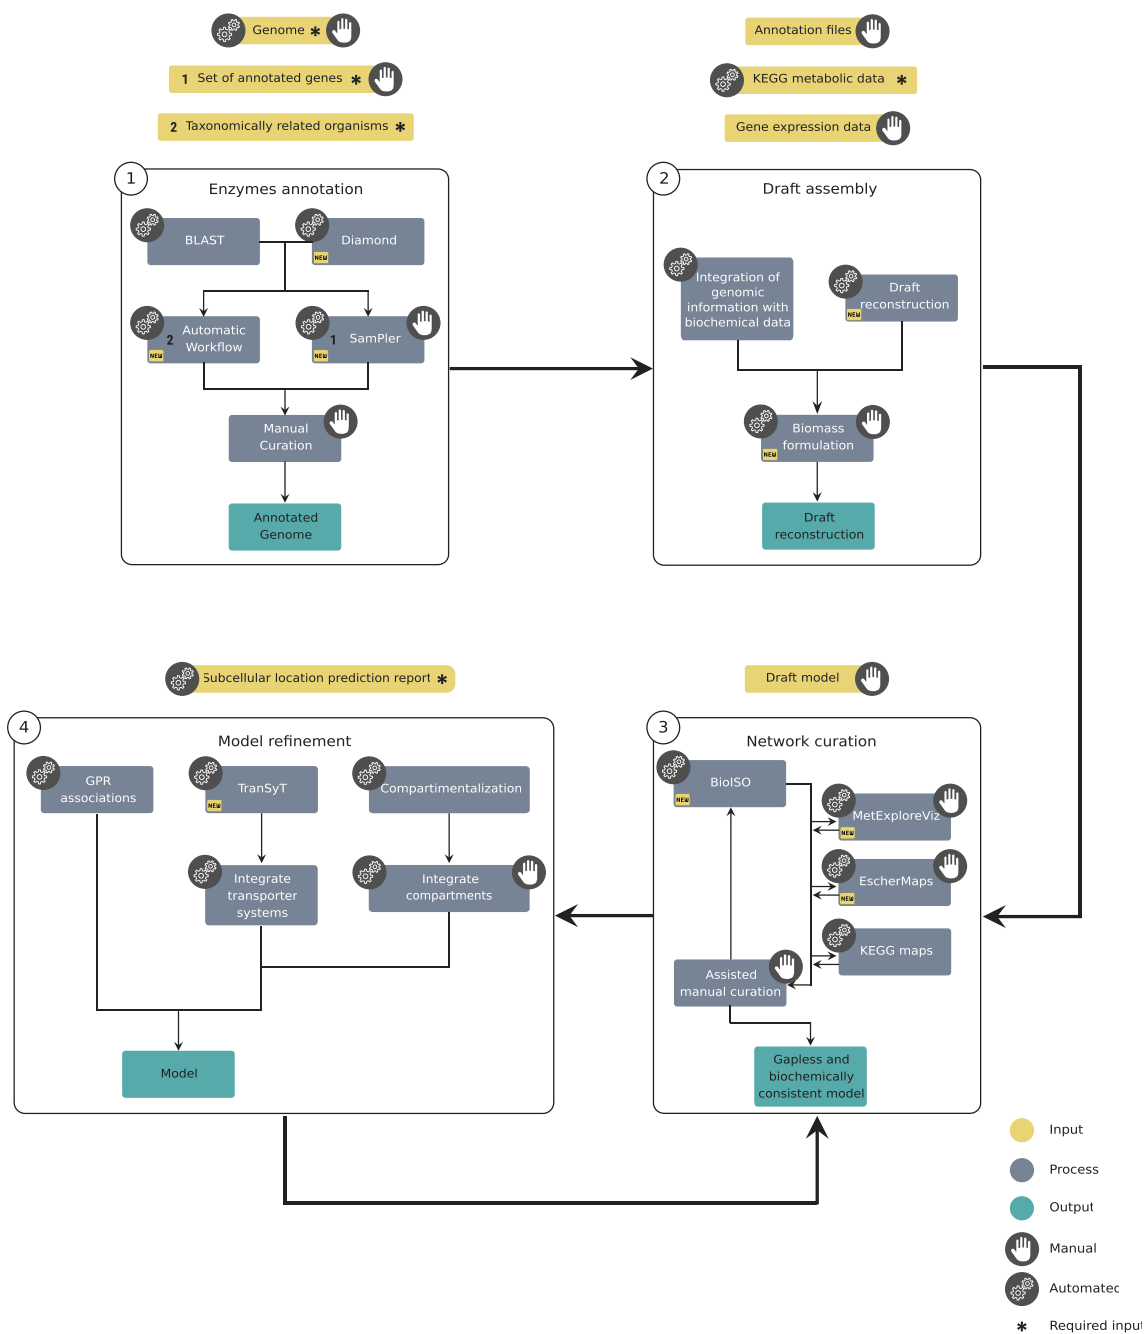 Genome *
1 Set of annotated genes *
2 Taxonomically related organisms *
Annotation files
KEGG metabolic data *
Gene expression data
1
Enzymes annotation
BLAST
Diamond
NEW
Automatic
Workflow
2
NEW
1 SamPler
NEW
Manual
Curation
Annotated
Genome
2
Draft assembly
Integration of
genomic
information with
biochemical data
Draft
reconstruction
NEW
Biomass
formulation
NEW
Draft
reconstruction
Subcellular location prediction report *
Draft model
4
Model refinement
GPR
associations
TranSyT
NEW
Compartimentalization
Integrate
transporter
systems
Integrate
compartments
Model
3
Network curation
BioISO
NEW
MetExploreViz
NEW
EscherMaps
NEW
KEGG maps
Assisted
manual curation
Gapless and
biochemically
consistent model
Input
Process
Output
Manual
Automated
* Required input